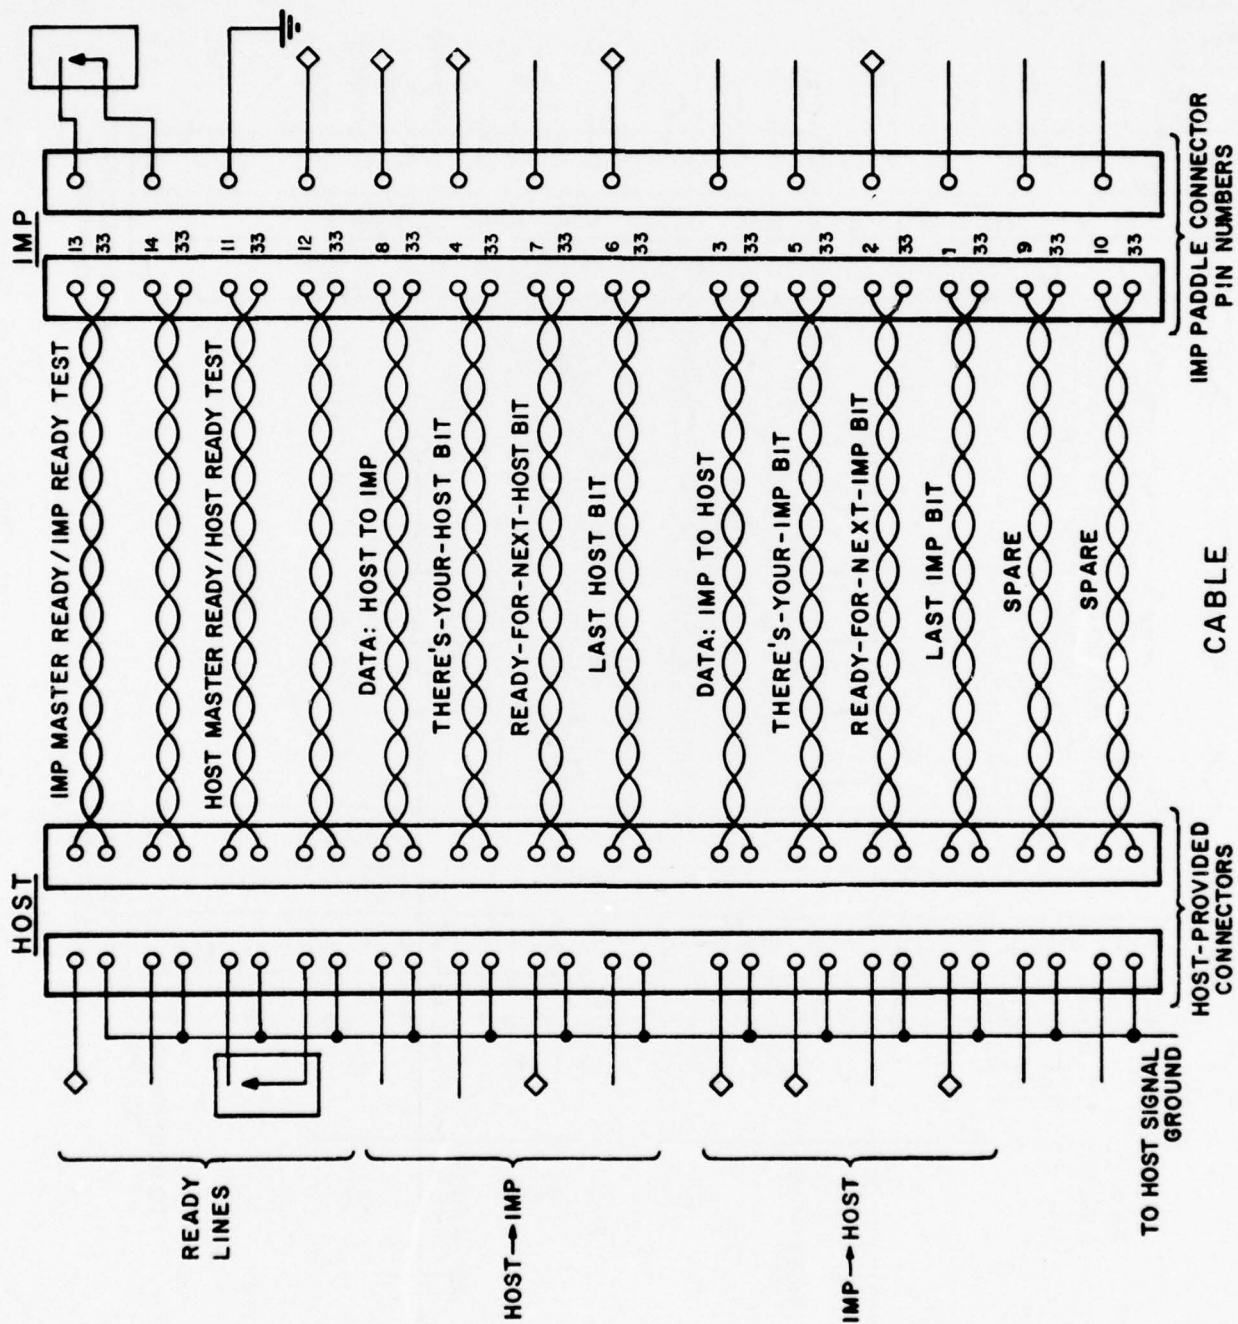 HOST
IMP
READY
LINES
HOST→IMP
IMP→HOST
TO HOST SIGNAL
GROUND
HOST-PROVIDED
CONNECTORS
CABLE
IMP PADDLE CONNECTOR
PIN NUMBERS
IMP MASTER READY/IMP READY TEST
HOST MASTER READY/HOST READY TEST
DATA: HOST TO IMP
THERE'S-YOUR-HOST BIT
READY-FOR-NEXT-HOST BIT
LAST HOST BIT
DATA: IMP TO HOST
THERE'S-YOUR-IMP BIT
READY-FOR-NEXT-IMP BIT
LAST IMP BIT
SPARE
SPARE
13
33
14
33
11
33
12
33
8
33
4
33
7
33
6
33
3
33
5
33
2
33
1
33
9
33
10
33